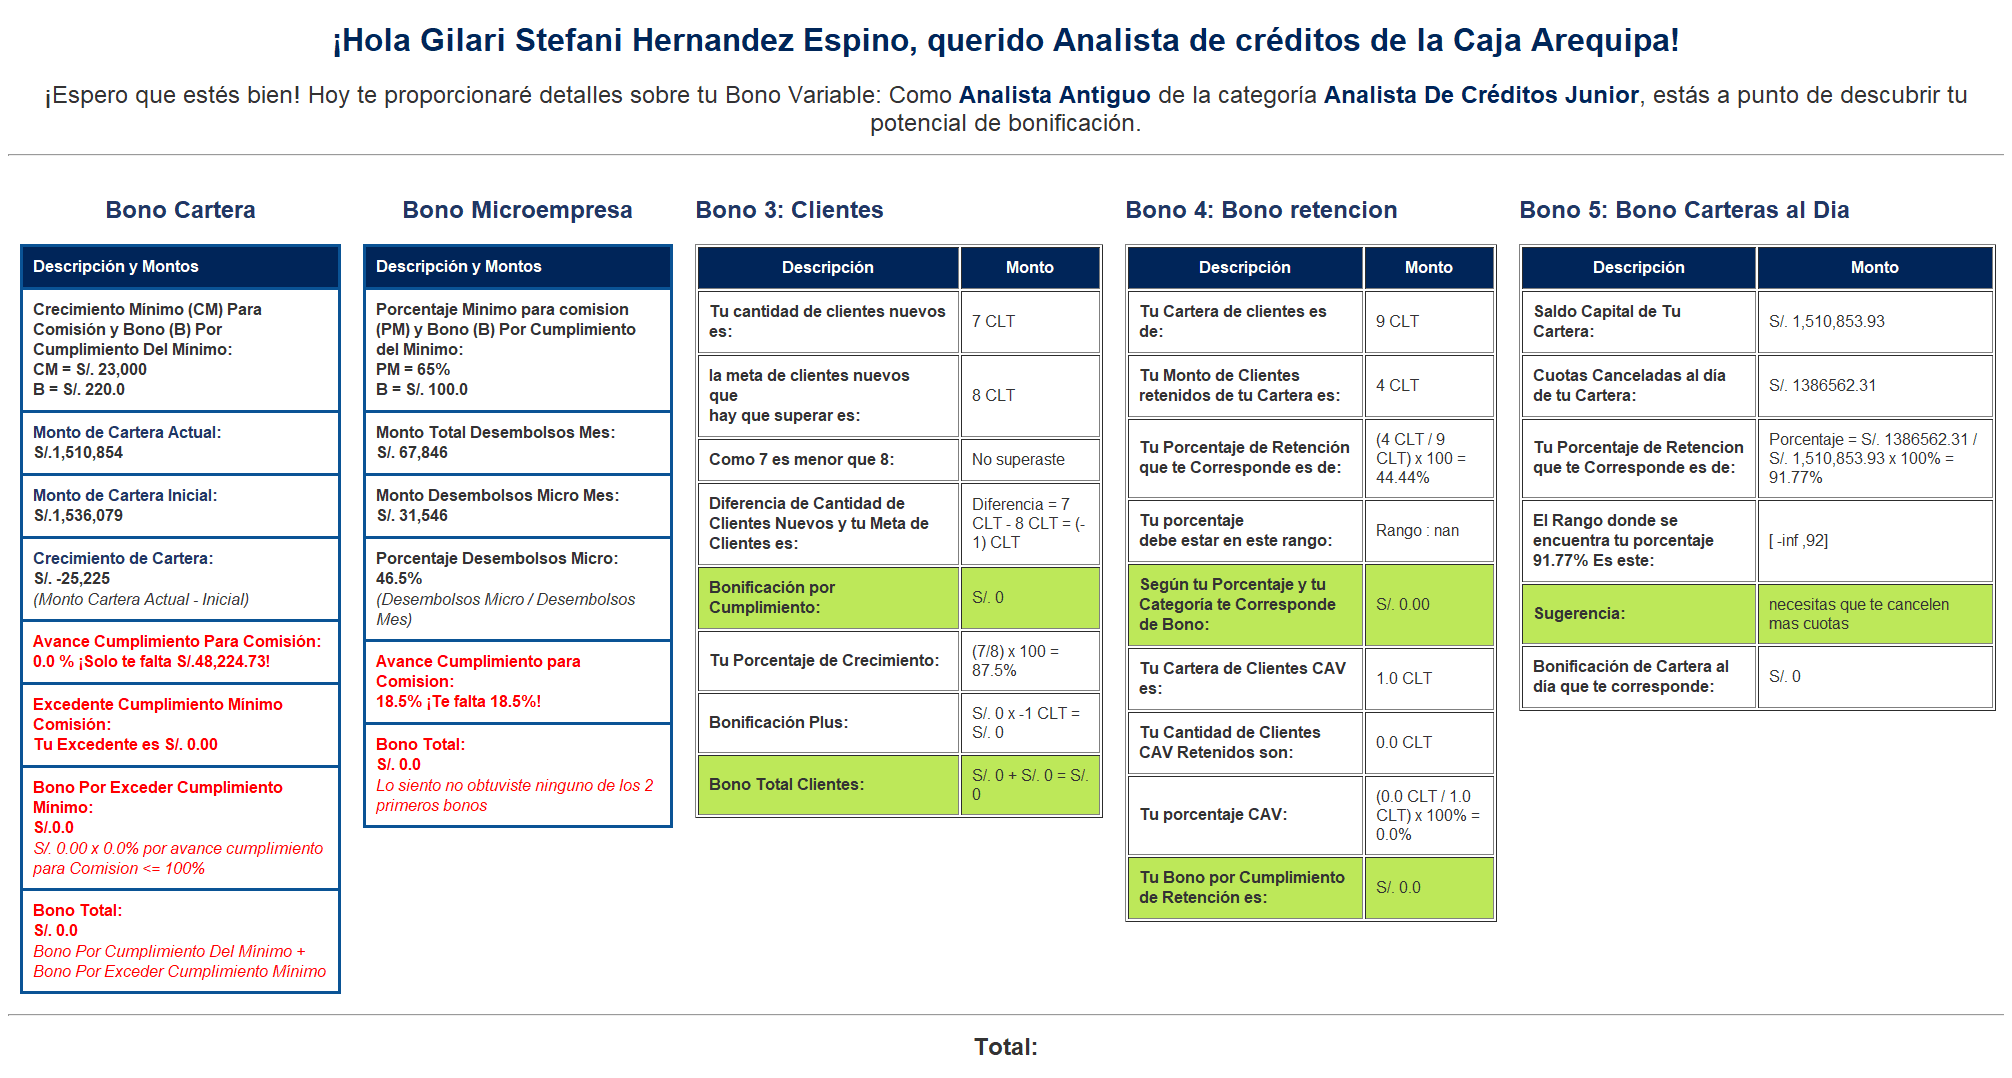 ¡Hola Gilari Stefani Hernandez Espino, querido Analista de créditos de la Caja Arequipa!
¡Espero que estés bien! Hoy te proporcionaré detalles sobre tu Bono Variable: Como Analista Antiguo de la categoría Analista De Créditos Junior, estás a punto de descubrir tu
potencial de bonificación.
Bono Cartera
Descripción y Montos
Crecimiento Mínimo (CM) Para
Comisión y Bono (B) Por
Cumplimiento Del Mínimo:
CM = S/. 23,000
B = S/. 220.0
Monto de Cartera Actual:
S/.1,510,854
Monto de Cartera Inicial:
S/.1,536,079
Crecimiento de Cartera:
S/. -25,225
(Monto Cartera Actual - Inicial)
Avance Cumplimiento Para Comisión:
0.0 % ¡Solo te falta S/.48,224.73!
Excedente Cumplimiento Mínimo
Comisión:
Tu Excedente es S/. 0.00
Bono Por Exceder Cumplimiento
Mínimo:
S/.0.0
S/. 0.00 x 0.0% por avance cumplimiento
para Comision <= 100%
Bono Total:
S/. 0.0
Bono Por Cumplimiento Del Mínimo +
Bono Por Exceder Cumplimiento Mínimo
Bono Microempresa
Descripción y Montos
Porcentaje Minimo para comision
(PM) y Bono (B) Por Cumplimiento
del Minimo:
PM = 65%
B = S/. 100.0
Monto Total Desembolsos Mes:
S/. 67,846
Monto Desembolsos Micro Mes:
S/. 31,546
Porcentaje Desembolsos Micro:
46.5%
(Desembolsos Micro / Desembolsos
Mes)
Avance Cumplimiento para
Comision:
18.5% ¡Te falta 18.5%!
Bono Total:
S/. 0.0
Lo siento no obtuviste ninguno de los 2
primeros bonos
Bono 3: Clientes
Descripción Monto
Tu cantidad de clientes nuevos
es:
7 CLT
la meta de clientes nuevos
que
hay que superar es:
8 CLT
Como 7 es menor que 8:
No superaste
Diferencia de Cantidad de
Clientes Nuevos y tu Meta de
Clientes es:
Diferencia = 7
CLT - 8 CLT = (-
1) CLT
Bonificación por
Cumplimiento:
S/. 0
Tu Porcentaje de Crecimiento:
(7/8) x 100 =
87.5%
Bonificación Plus:
S/. 0 x -1 CLT =
S/. 0
Bono Total Clientes:
S/. 0 + S/. 0 = S/.
0
Bono 4: Bono retencion
Descripción Monto
Tu Cartera de clientes es
de:
9 CLT
Tu Monto de Clientes
retenidos de tu Cartera es:
4 CLT
Tu Porcentaje de Retención
que te Corresponde es de:
(4 CLT / 9
CLT) x 100 =
44.44%
Tu porcentaje
debe estar en este rango:
Rango : nan
Según tu Porcentaje y tu
Categoría te Corresponde
de Bono:
S/. 0.00
Tu Cartera de Clientes CAV
es:
1.0 CLT
Tu Cantidad de Clientes
CAV Retenidos son:
0.0 CLT
Tu porcentaje CAV:
(0.0 CLT / 1.0
CLT) x 100% =
0.0%
Tu Bono por Cumplimiento
de Retención es:
S/. 0.0
Bono 5: Bono Carteras al Dia
Descripción Monto
Saldo Capital de Tu
Cartera:
S/. 1,510,853.93
Cuotas Canceladas al día
de tu Cartera:
S/. 1386562.31
Tu Porcentaje de Retencion
que te Corresponde es de:
Porcentaje = S/. 1386562.31 /
S/. 1,510,853.93 x 100% =
91.77%
El Rango donde se
encuentra tu porcentaje
91.77% Es este:
[ -inf ,92]
Sugerencia:
necesitas que te cancelen
mas cuotas
Bonificación de Cartera al
día que te corresponde:
S/. 0
Total: